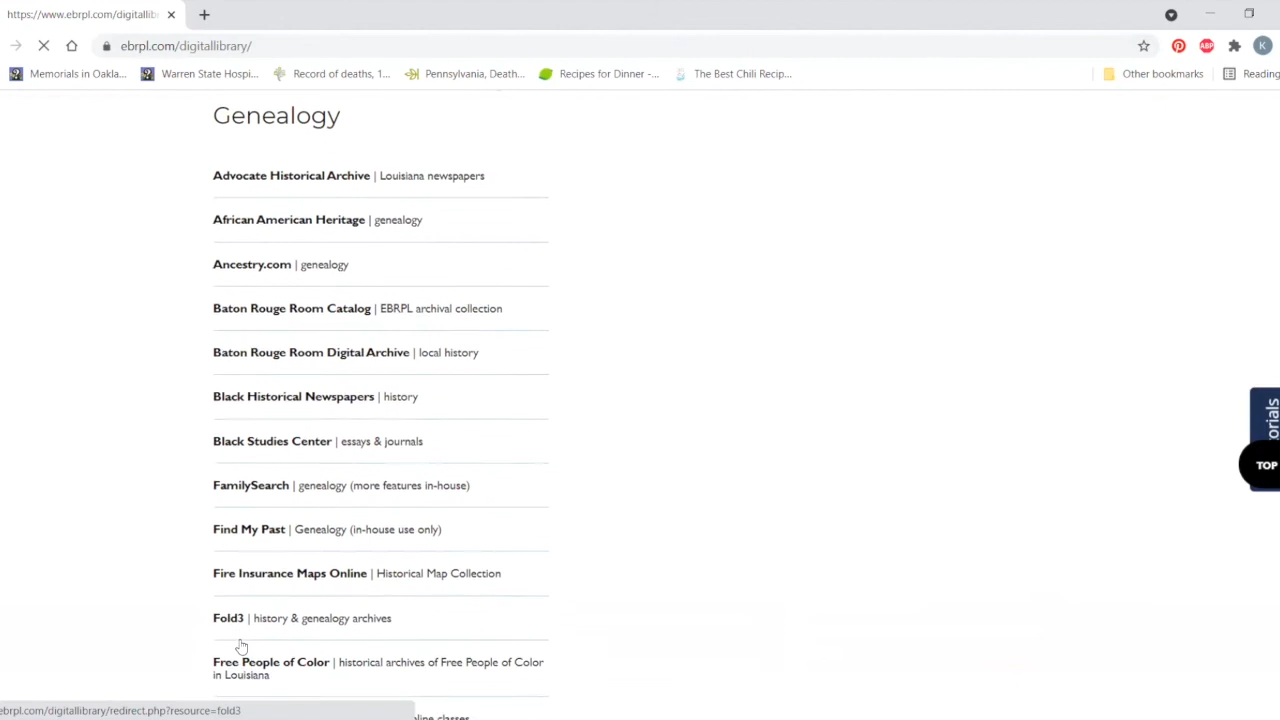 https://www.ebrpl.com/digitallib
ebrpl.com/digitallibrary/
ABP
K
Memorials in Oakla...
Warren State Hospi...
Record of deaths, 1...
Pennsylvania, Death...
Recipes for Dinner -...
The Best Chili Recip...
Other bookmarks
Reading
Genealogy
Advocate Historical Archive | Louisiana newspapers
African American Heritage | genealogy
Ancestry.com | genealogy
Baton Rouge Room Catalog | EBRPL archival collection
Baton Rouge Room Digital Archive | local history
Black Historical Newspapers | history
Black Studies Center | essays & journals
FamilySearch | genealogy (more features in-house)
Find My Past | Genealogy (in-house use only)
Fire Insurance Maps Online | Historical Map Collection
Fold3 | history & genealogy archives
Free People of Color | historical archives of Free People of Color
in Louisiana
orials
TOP
ebrpl.com/digitallibrary/redirect.php?resource=fold3